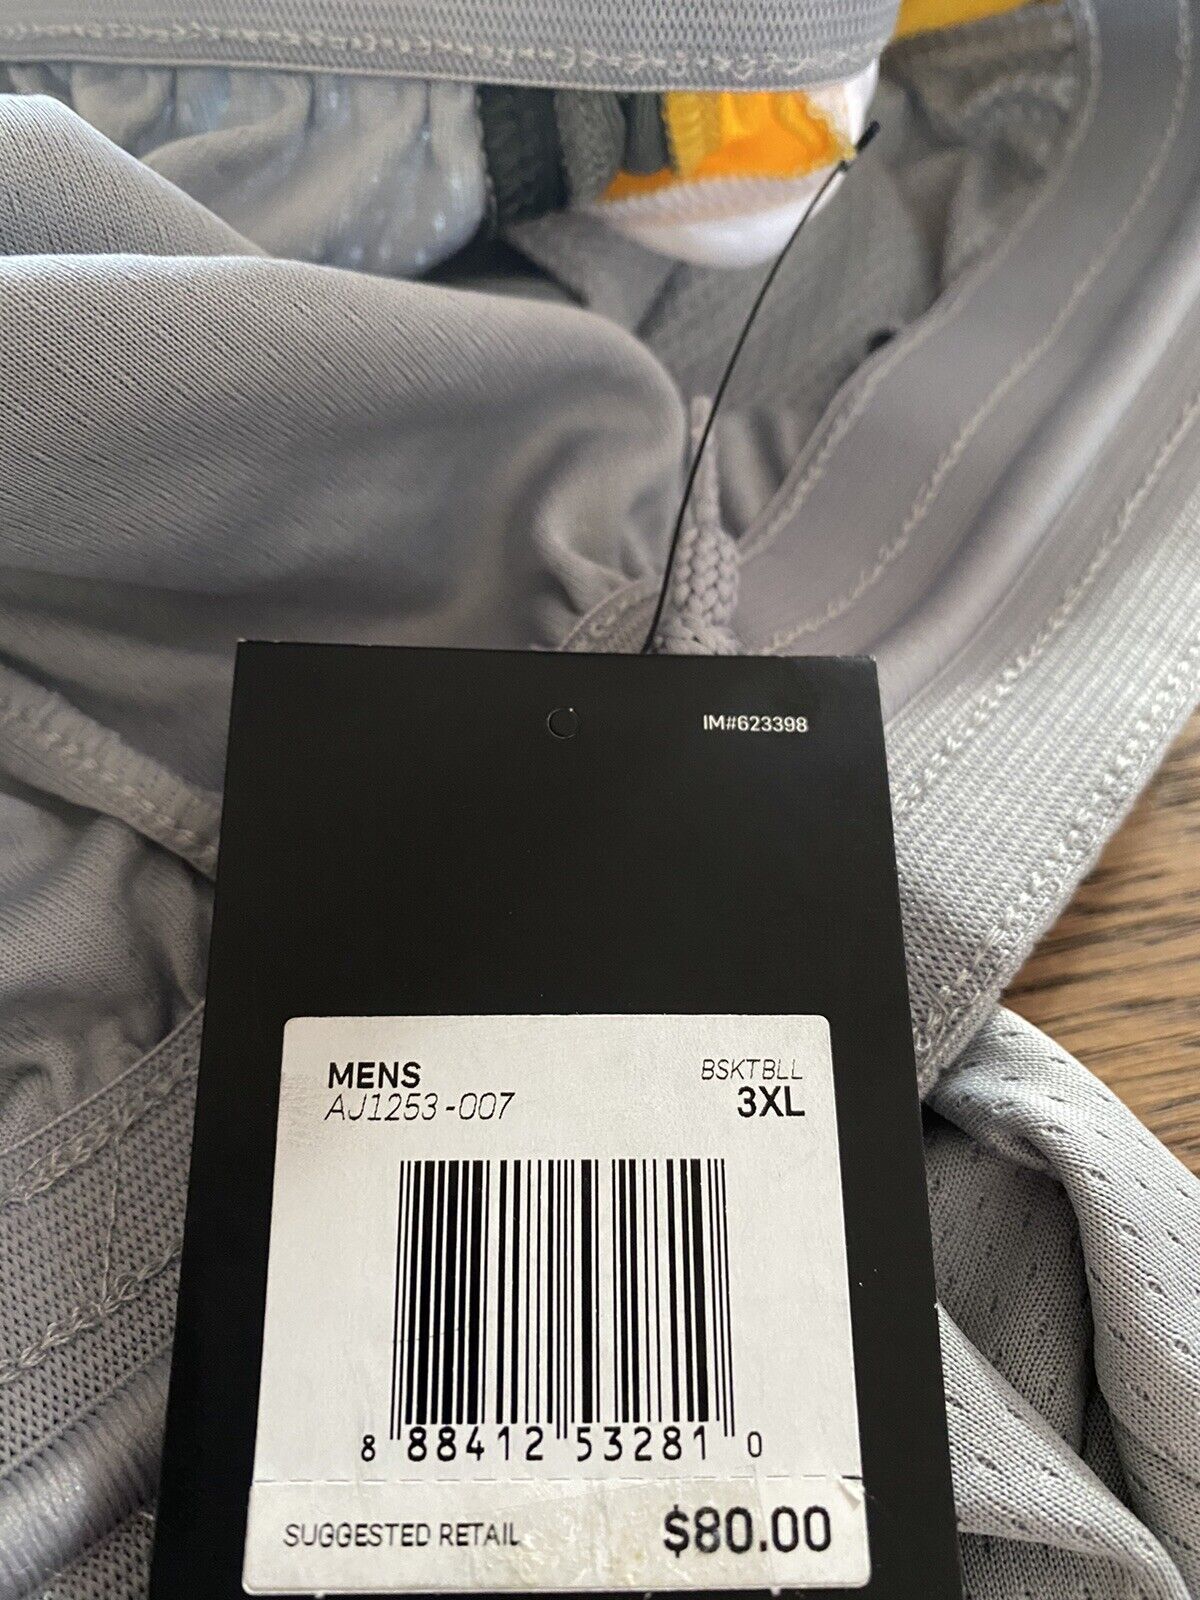 IM#623398
MENS BSKTBLL
AJ1253-007 3XL
8 88412 53281 0
SUGGESTED RETAIL $80.00